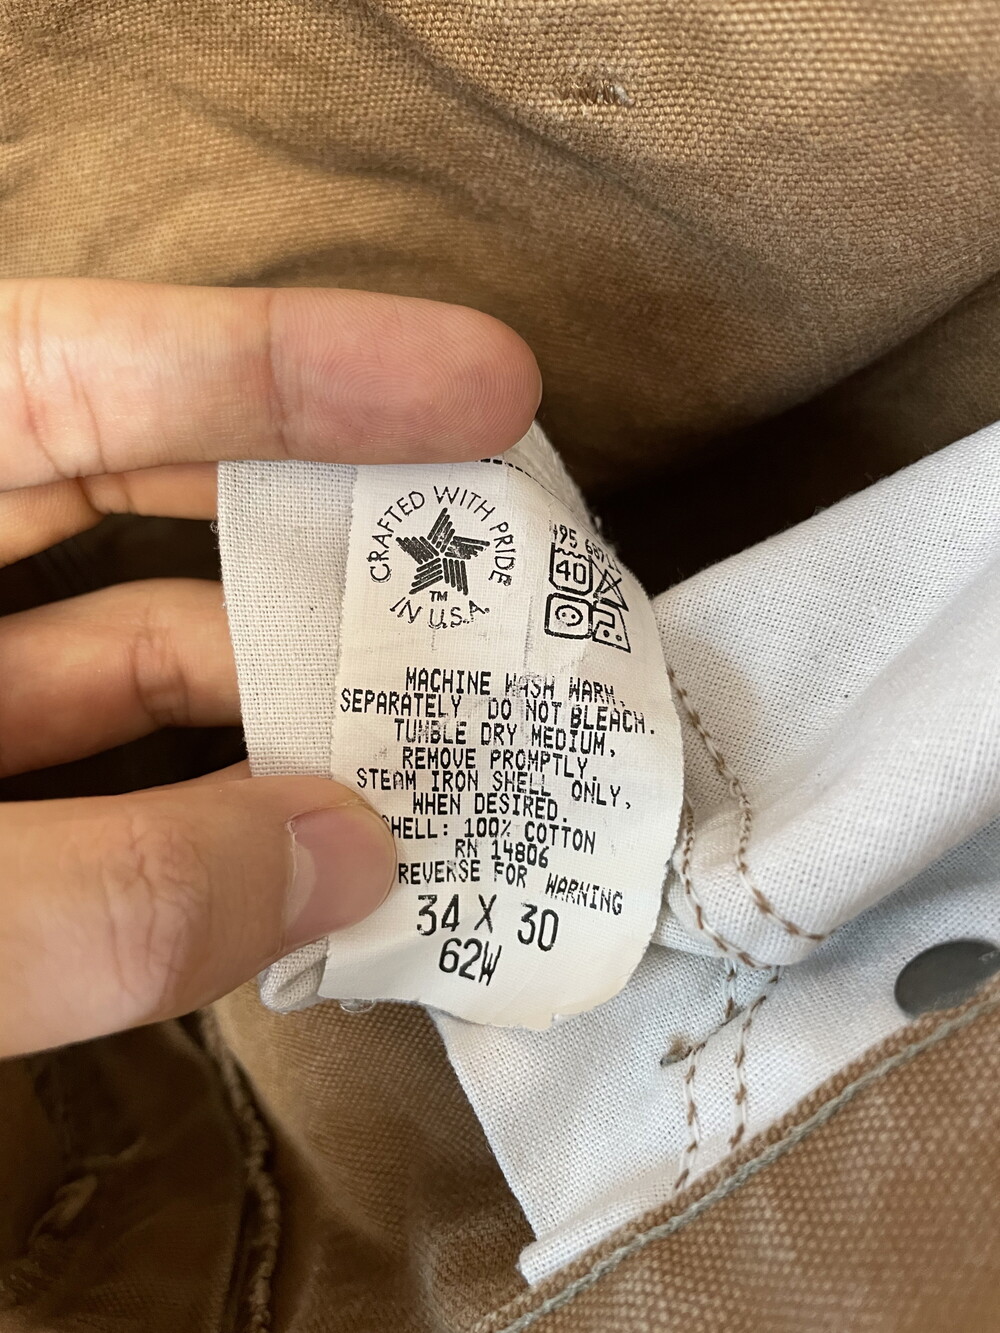 CRAFTED WITH PRIDE
TM
IN U.S.A.
40
MACHINE WASH WARM,
SEPARATELY DO NOT BLEACH.
TUMBLE DRY MEDIUM,
REMOVE PROMPTLY.
STEAM IRON SHELL ONLY,
WHEN DESIRED.
SHELL: 100% COTTON
RN 14806
REVERSE FOR WARNING
34 X 30
62W